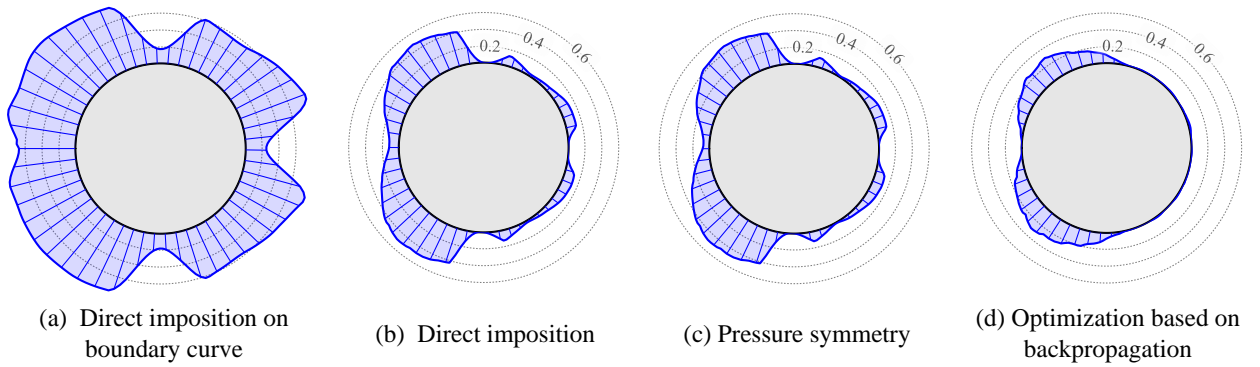 0.2
0.4
0.6
0.2
0.4
0.6
0.2
0.4
0.6
(a) Direct imposition on
boundary curve
(b) Direct imposition
(c) Pressure symmetry
(d) Optimization based on
backpropagation